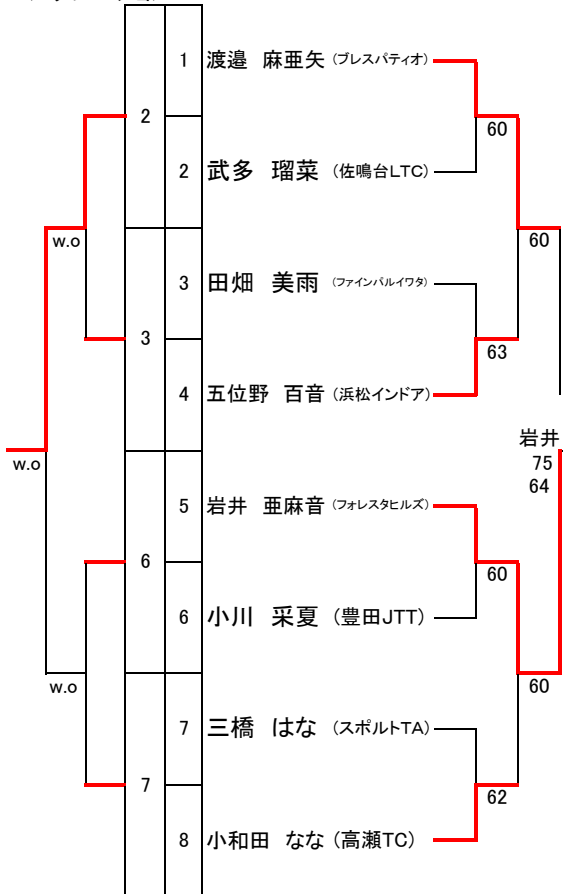 1 渡邉 麻亜矢 (ブレスパティオ)
2
60
2 武多 瑠菜 (佐鳴台LTC)
w.o
60
3 田畑 美雨 (ファインバルイワタ)
3
63
4 五位野 百音 (浜松インドア)
岩井
w.o
75
64
5 岩井 亜麻音 (フォレスタヒルズ)
6
60
6 小川 采夏 (豊田JTT)
w.o
60
7 三橋 はな (スポルトTA)
7
62
8 小和田 なな (高瀬TC)